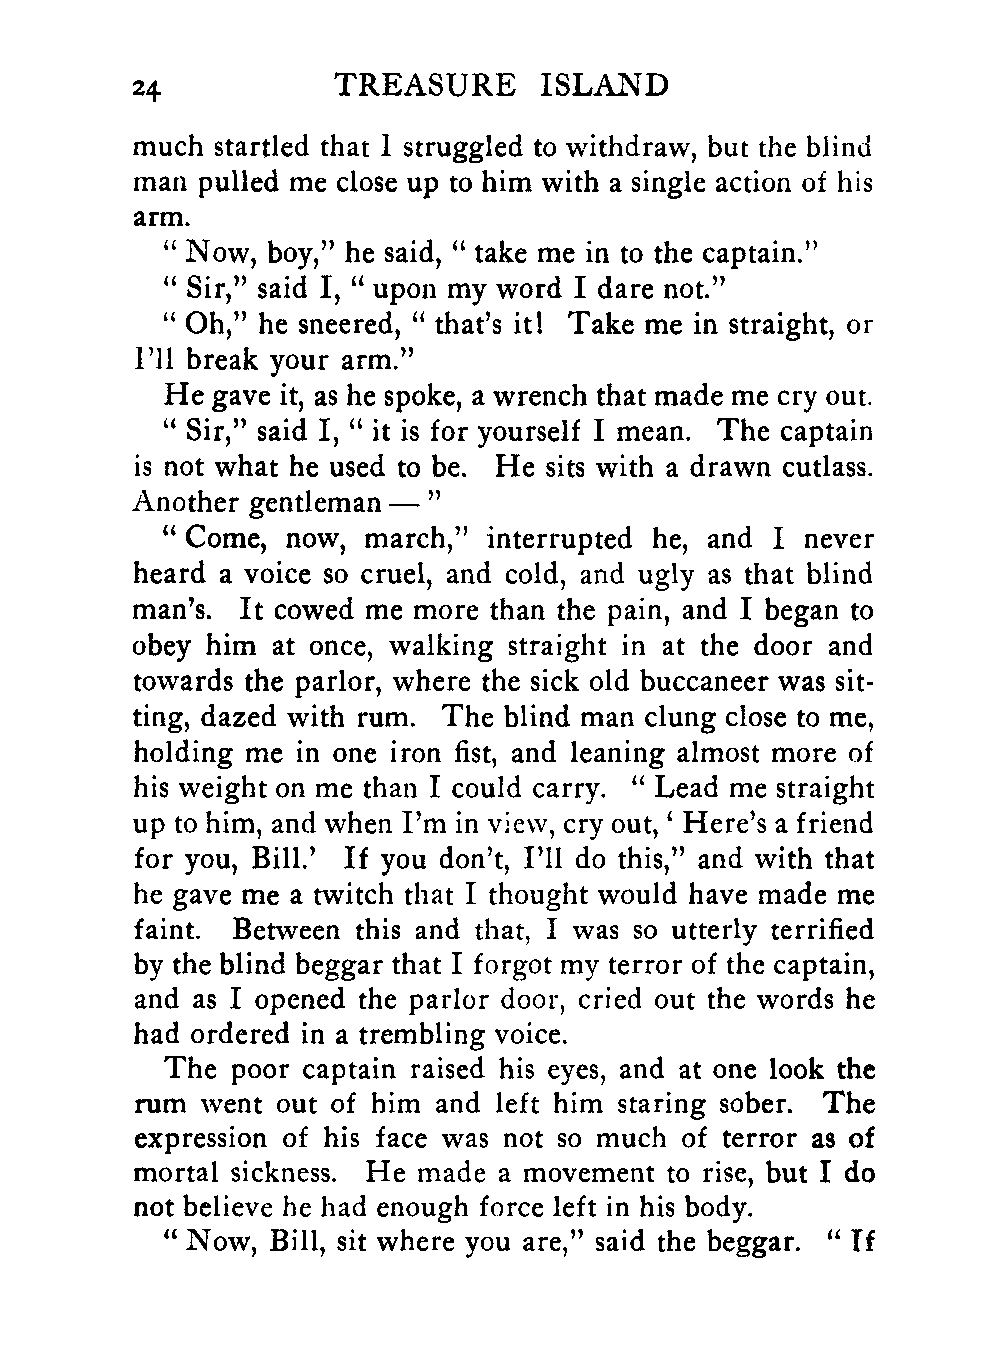 24 TREASURE ISLAND
much startled that I struggled to withdraw, but the blind
man pulled me close up to him with a single action of his
arm.
“ Now, boy,” he said, “ take me in to the captain.”
“ Sir,” said I, “ upon my word I dare not.”
“ Oh,” he sneered, “ that’s it! Take me in straight, or
I’ll break your arm.”
He gave it, as he spoke, a wrench that made me cry out.
“ Sir,” said I, “ it is for yourself I mean. The captain
is not what he used to be. He sits with a drawn cutlass.
Another gentleman — ”
“ Come, now, march,” interrupted he, and I never
heard a voice so cruel, and cold, and ugly as that blind
man’s. It cowed me more than the pain, and I began to
obey him at once, walking straight in at the door and
towards the parlor, where the sick old buccaneer was sit-
ting, dazed with rum. The blind man clung close to me,
holding me in one iron fist, and leaning almost more of
his weight on me than I could carry. “ Lead me straight
up to him, and when I’m in view, cry out, ‘ Here’s a friend
for you, Bill.’ If you don’t, I’ll do this,” and with that
he gave me a twitch that I thought would have made me
faint. Between this and that, I was so utterly terrified
by the blind beggar that I forgot my terror of the captain,
and as I opened the parlor door, cried out the words he
had ordered in a trembling voice.
The poor captain raised his eyes, and at one look the
rum went out of him and left him staring sober. The
expression of his face was not so much of terror as of
mortal sickness. He made a movement to rise, but I do
not believe he had enough force left in his body.
“ Now, Bill, sit where you are,” said the beggar. “ If